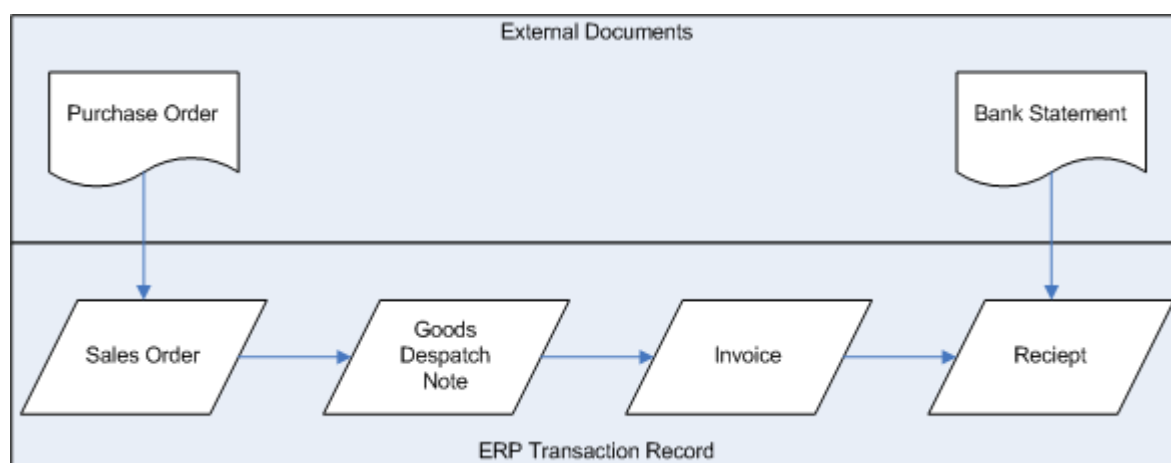 External Documents
Purchase Order
Bank Statement
Sales Order
Goods
Despatch
Note
Invoice
Reciept
ERP Transaction Record